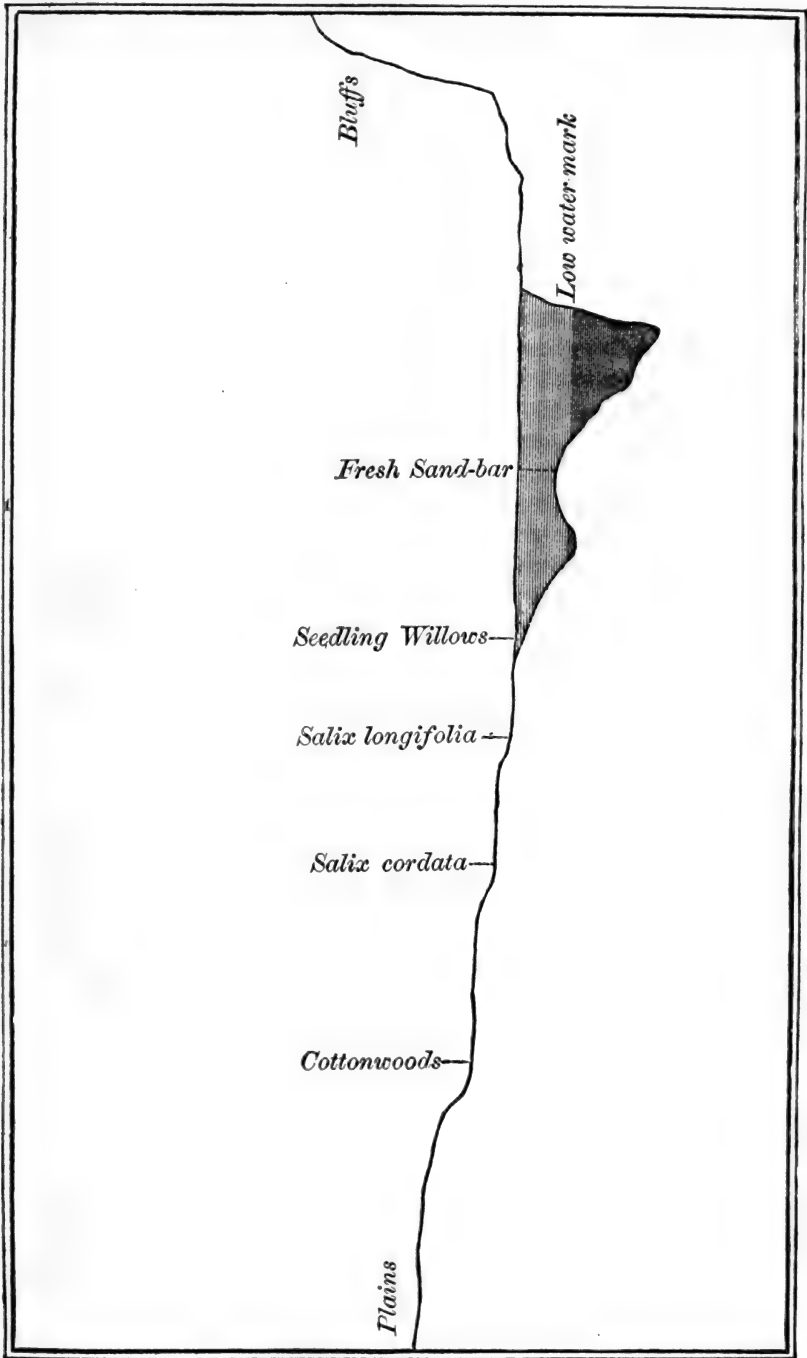 Bluffs
Low water mark
Fresh Sand-bar
Seedling Willows
Salix longifolia
Salix cordata
Cottonwoods
Plains